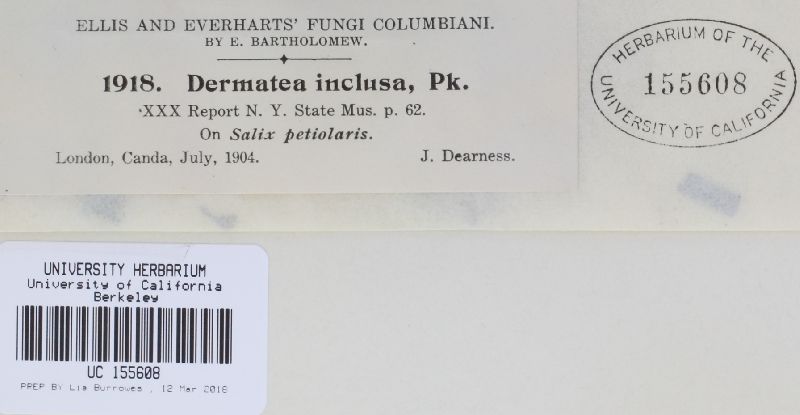 ELLIS AND EVERHARTS' FUNGI COLUMBIANI.
BY E. BARTHOLOMEW.
1918. Dermatea inclusa, Pk.
XXX Report N. Y. State Mus. p. 62.
On Salix petiolaris.
London, Canda, July, 1904. J. Dearness.
HERBARIUM OF THE
155608
UNIVERSITY OF CALIFORNIA
UNIVERSITY HERBARIUM
University of California
Berkeley
UC 155608
PREP BY Lia Burrowes , 12 Mar 2018